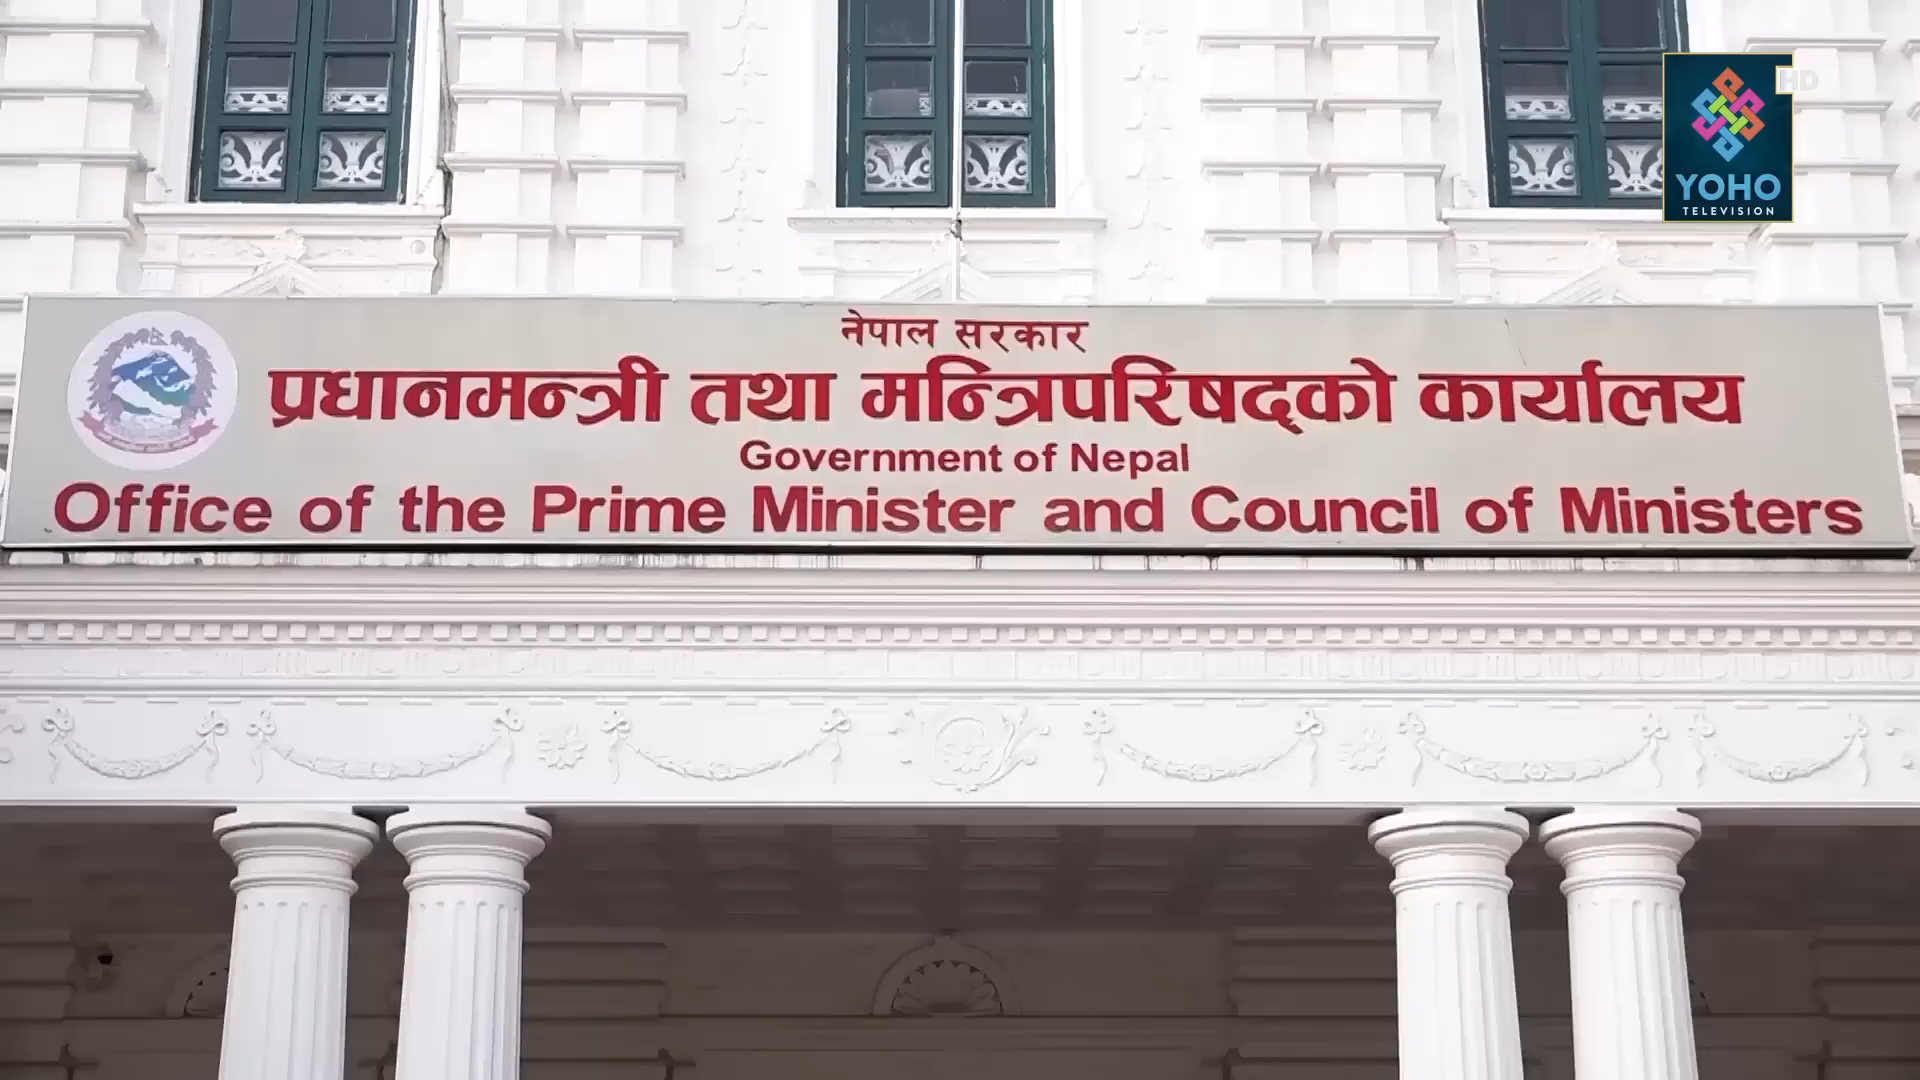 HD
YOHO
TELEVISION
नेपाल सरकार
प्रधानमन्त्री तथा मन्त्रिपरिषद्को कार्यालय
Government of Nepal
Office of the Prime Minister and Council of Ministers